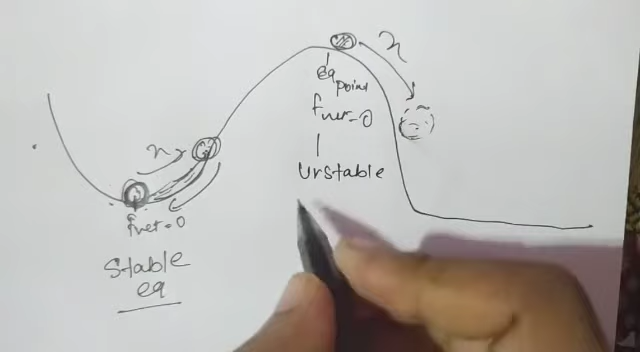 x
eq
point
fnet=0
Unstable
x
fnet=0
Stable
eq